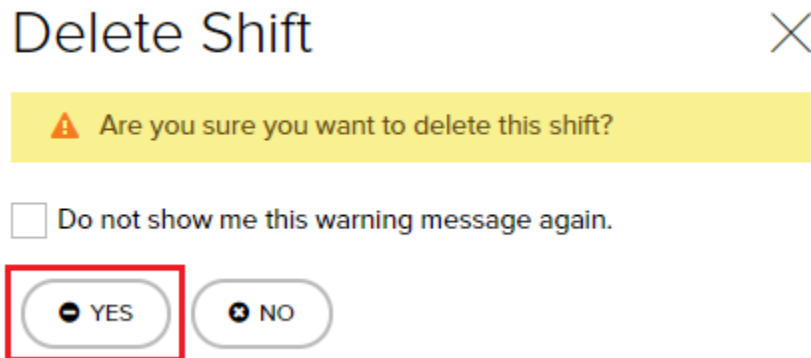 Delete Shift
Are you sure you want to delete this shift?
Do not show me this warning message again.
YES NO